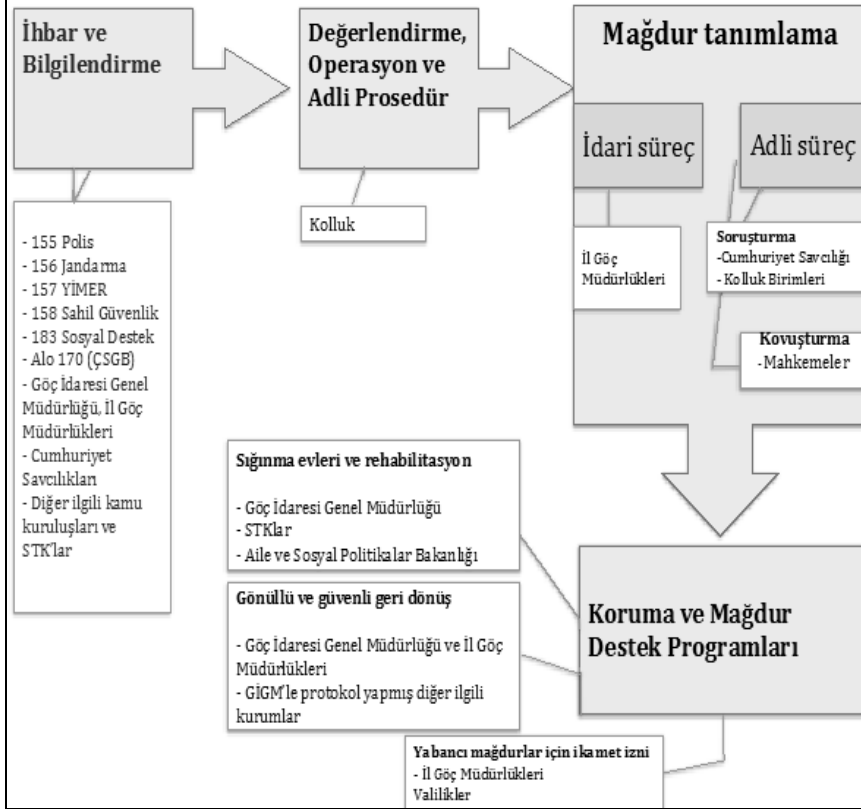 İhbar ve
Bilgilendirme
Değerlendirme,
Operasyon ve
Adli Prosedür
Mağdur tanımlama
İdari süreç
Adli süreç
- 155 Polis
- 156 Jandarma
- 157 YİMER
- 158 Sahil Güvenlik
- 183 Sosyal Destek
- Alo 170 (ÇSGB)
- Göç İdaresi Genel
Müdürlüğü, İl Göç
Müdürlükleri
- Cumhuriyet
Savcılıkları
- Diğer ilgili kamu
kuruluşları ve
STK'lar
Kolluk
İl Göç
Müdürlükleri
Soruşturma
-Cumhuriyet Savcılığı
- Kolluk Birimleri
Kovuşturma
- Mahkemeler
Sığınma evleri ve rehabilitasyon
- Göç İdaresi Genel Müdürlüğü
- STKlar
- Aile ve Sosyal Politikalar Bakanlığı
Gönüllü ve güvenli geri dönüş
- Göç İdaresi Genel Müdürlüğü ve İl Göç
Müdürlükleri
- GİGM'le protokol yapmış diğer ilgili
kurumlar
Koruma ve Mağdur
Destek Programları
Yabancı mağdurlar için ikamet izni
- İl Göç Müdürlükleri
Valilikler